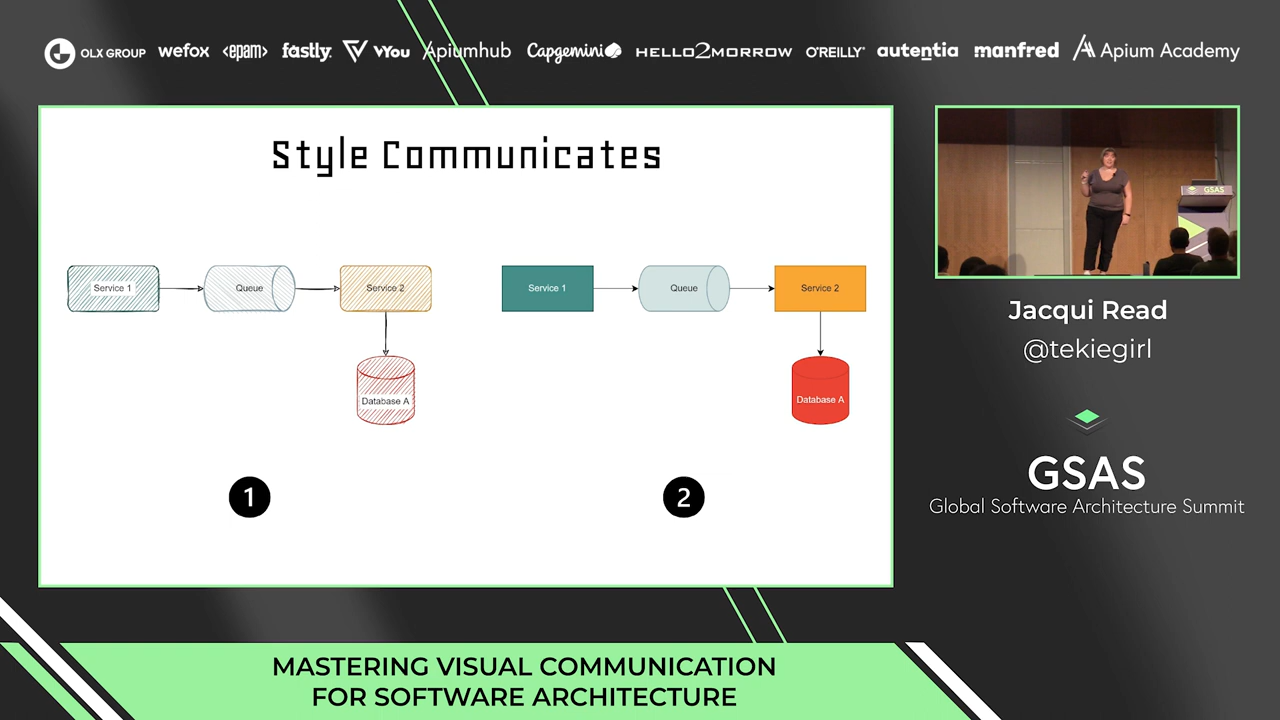 OLX GROUP wefox <epam> fastly. vYou Apiumhub Capgemini HELLO2MORROW O'REILLY® autentia manfred Apium Academy
Style Communicates
Service 1 Queue Service 2
Database A
1
Service 1 Queue Service 2
Database A
2
GSAS
Jacqui Read
@tekiegirl
GSAS
Global Software Architecture Summit
MASTERING VISUAL COMMUNICATION
FOR SOFTWARE ARCHITECTURE